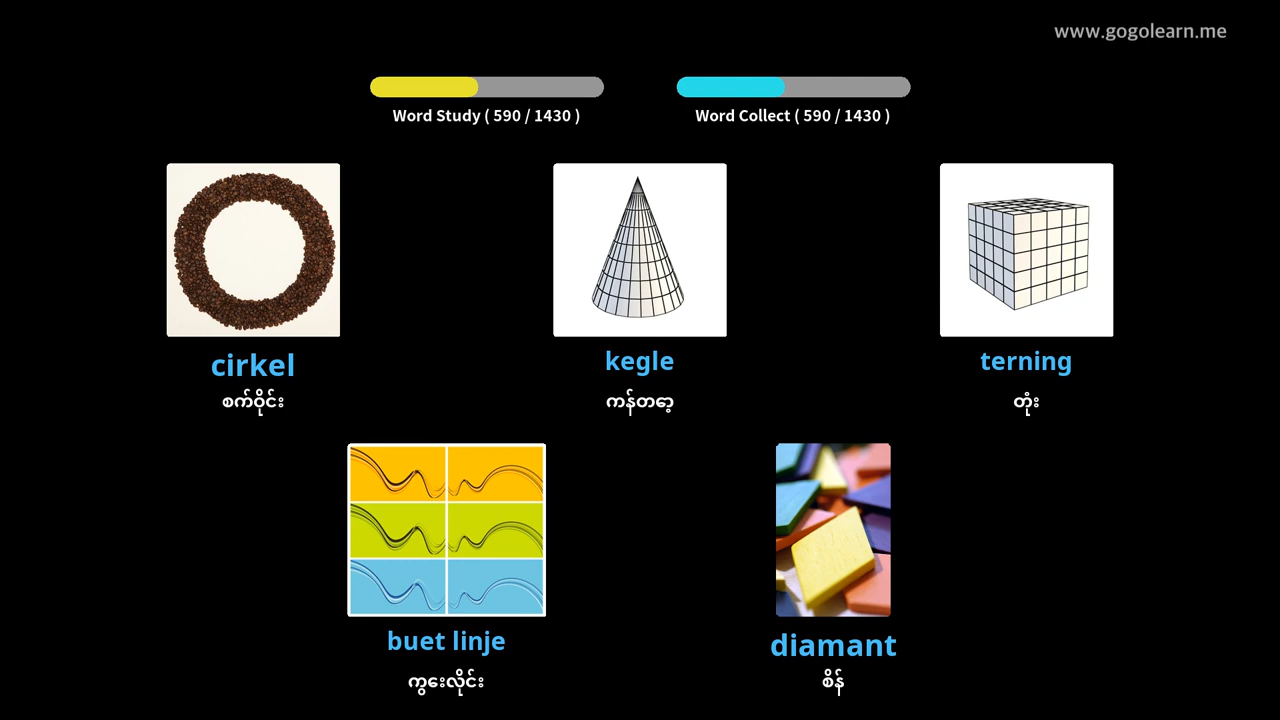 www.gogolearn.me
Word Study ( 590 / 1430 )
Word Collect ( 590 / 1430 )
cirkel
စက်ဝိုင်း
kegle
ကန်တော့
terning
တုံး
buet linje
ကွေးလိုင်း
diamant
စိန်